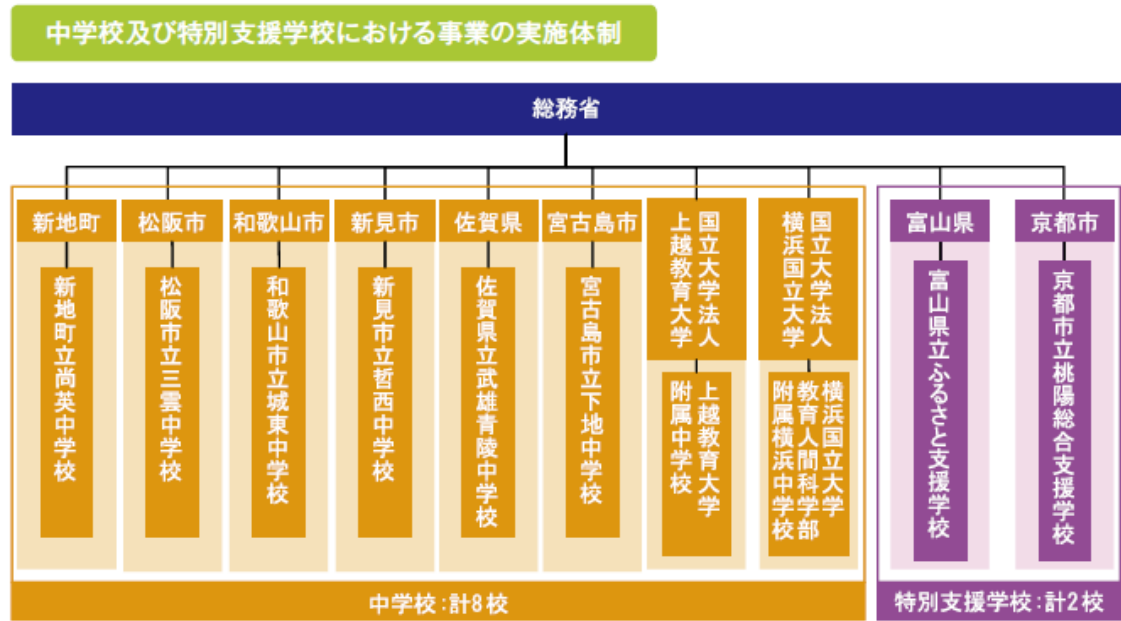 中学校及び特別支援学校における事業の実施体制
総務省
新地町
松阪市
和歌山市
新見市
佐賀県
宮古島市
国立大学法人
上越教育大学
国立大学法人
横浜国立大学
富山県
京都市
新地町立尚英中学校
松阪市立三雲中学校
和歌山市立城東中学校
新見市立哲西中学校
佐賀県立武雄青陵中学校
宮古島市立下地中学校
上越教育大学
附属中学校
横浜国立大学
教育人間科学部
附属横浜中学校
富山県立ふるさと支援学校
京都市立桃陽総合支援学校
中学校：計8校
特別支援学校：計2校